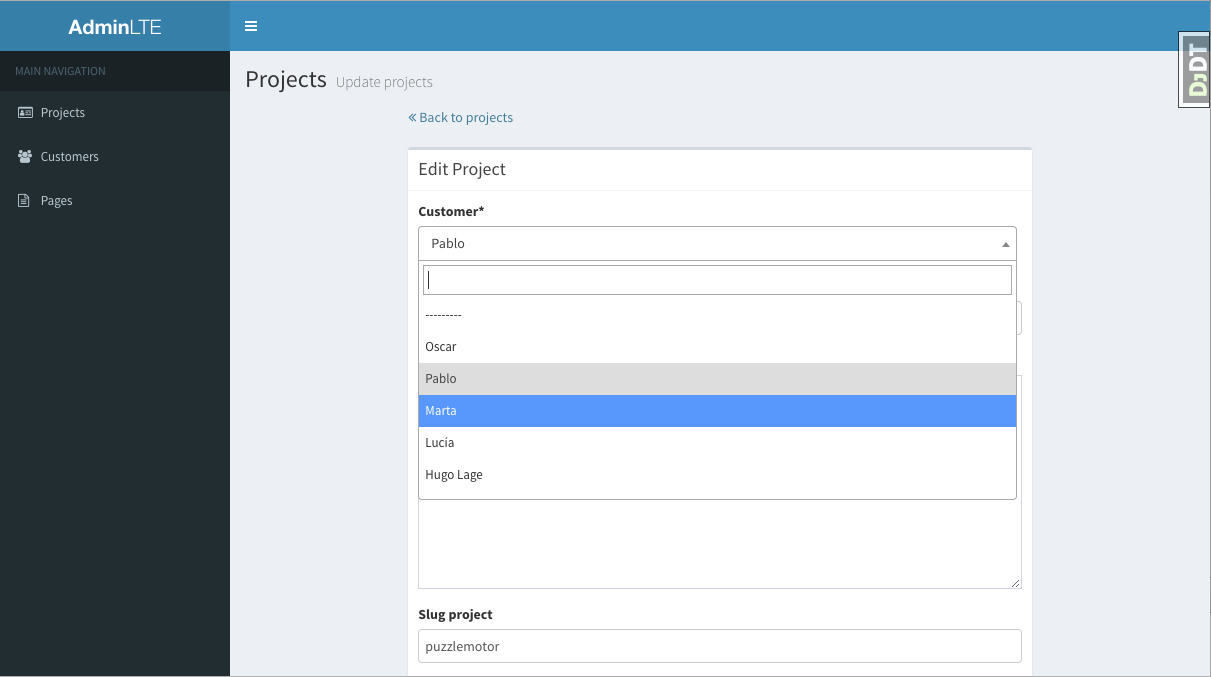 AdminLTE
DjDT
MAIN NAVIGATION
Projects
Customers
Pages
Projects Update projects
« Back to projects
Edit Project
Customer*
Pablo
---------
Oscar
Pablo
Marta
Lucía
Hugo Lage
Slug project
puzzlemotor